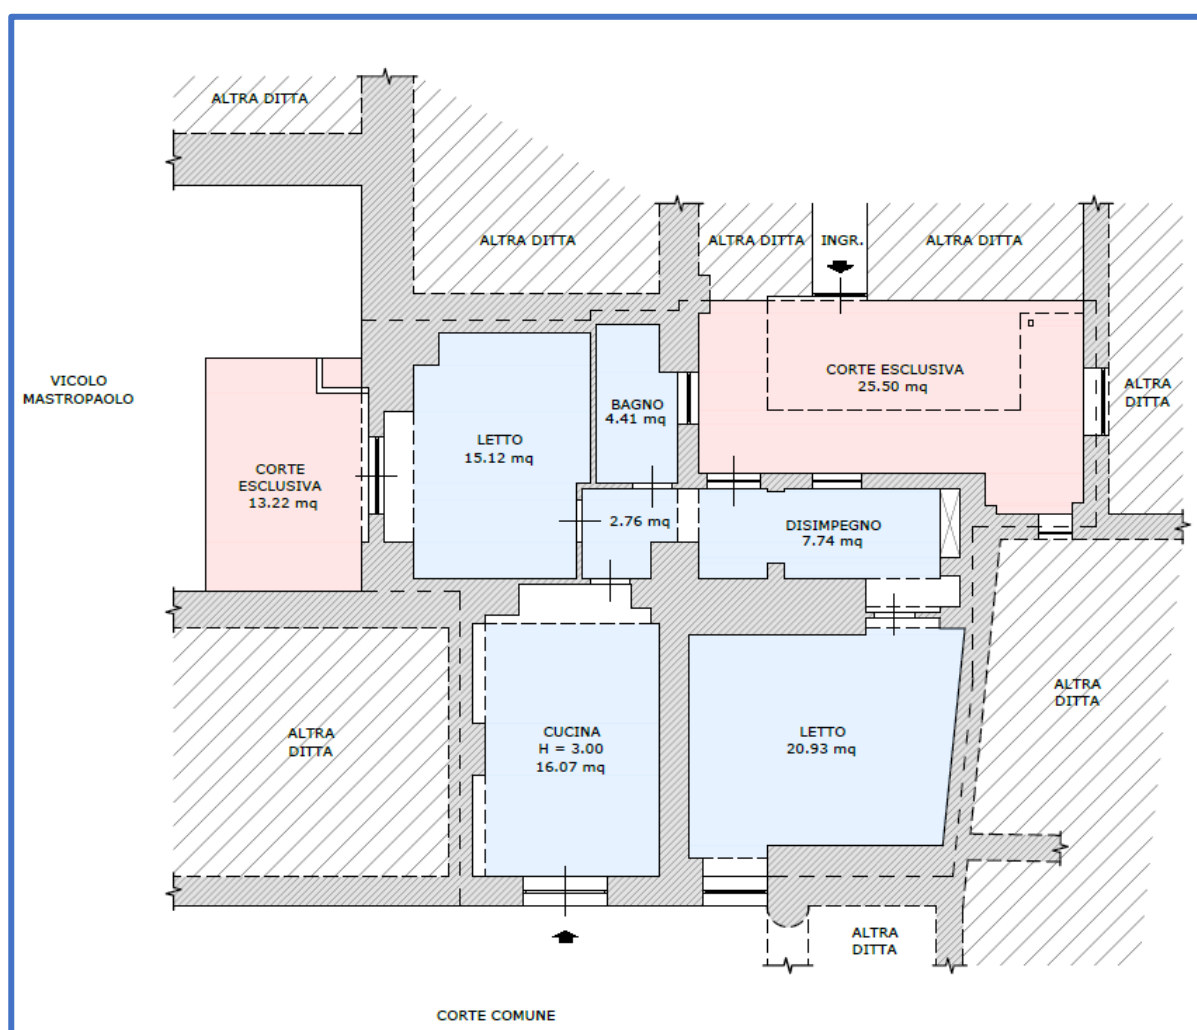 ALTRA DITTA
ALTRA DITTA
ALTRA DITTA
INGR.
ALTRA DITTA
VICOLO
MASTROPAOLO
CORTE ESCLUSIVA
25.50 mq
ALTRA
DITTA
BAGNO
4.41 mq
LETTO
15.12 mq
CORTE
ESCLUSIVA
13.22 mq
2.76 mq
DISIMPEGNO
7.74 mq
ALTRA
DITTA
ALTRA
DITTA
CUCINA
H = 3.00
16.07 mq
LETTO
20.93 mq
ALTRA
DITTA
CORTE COMUNE